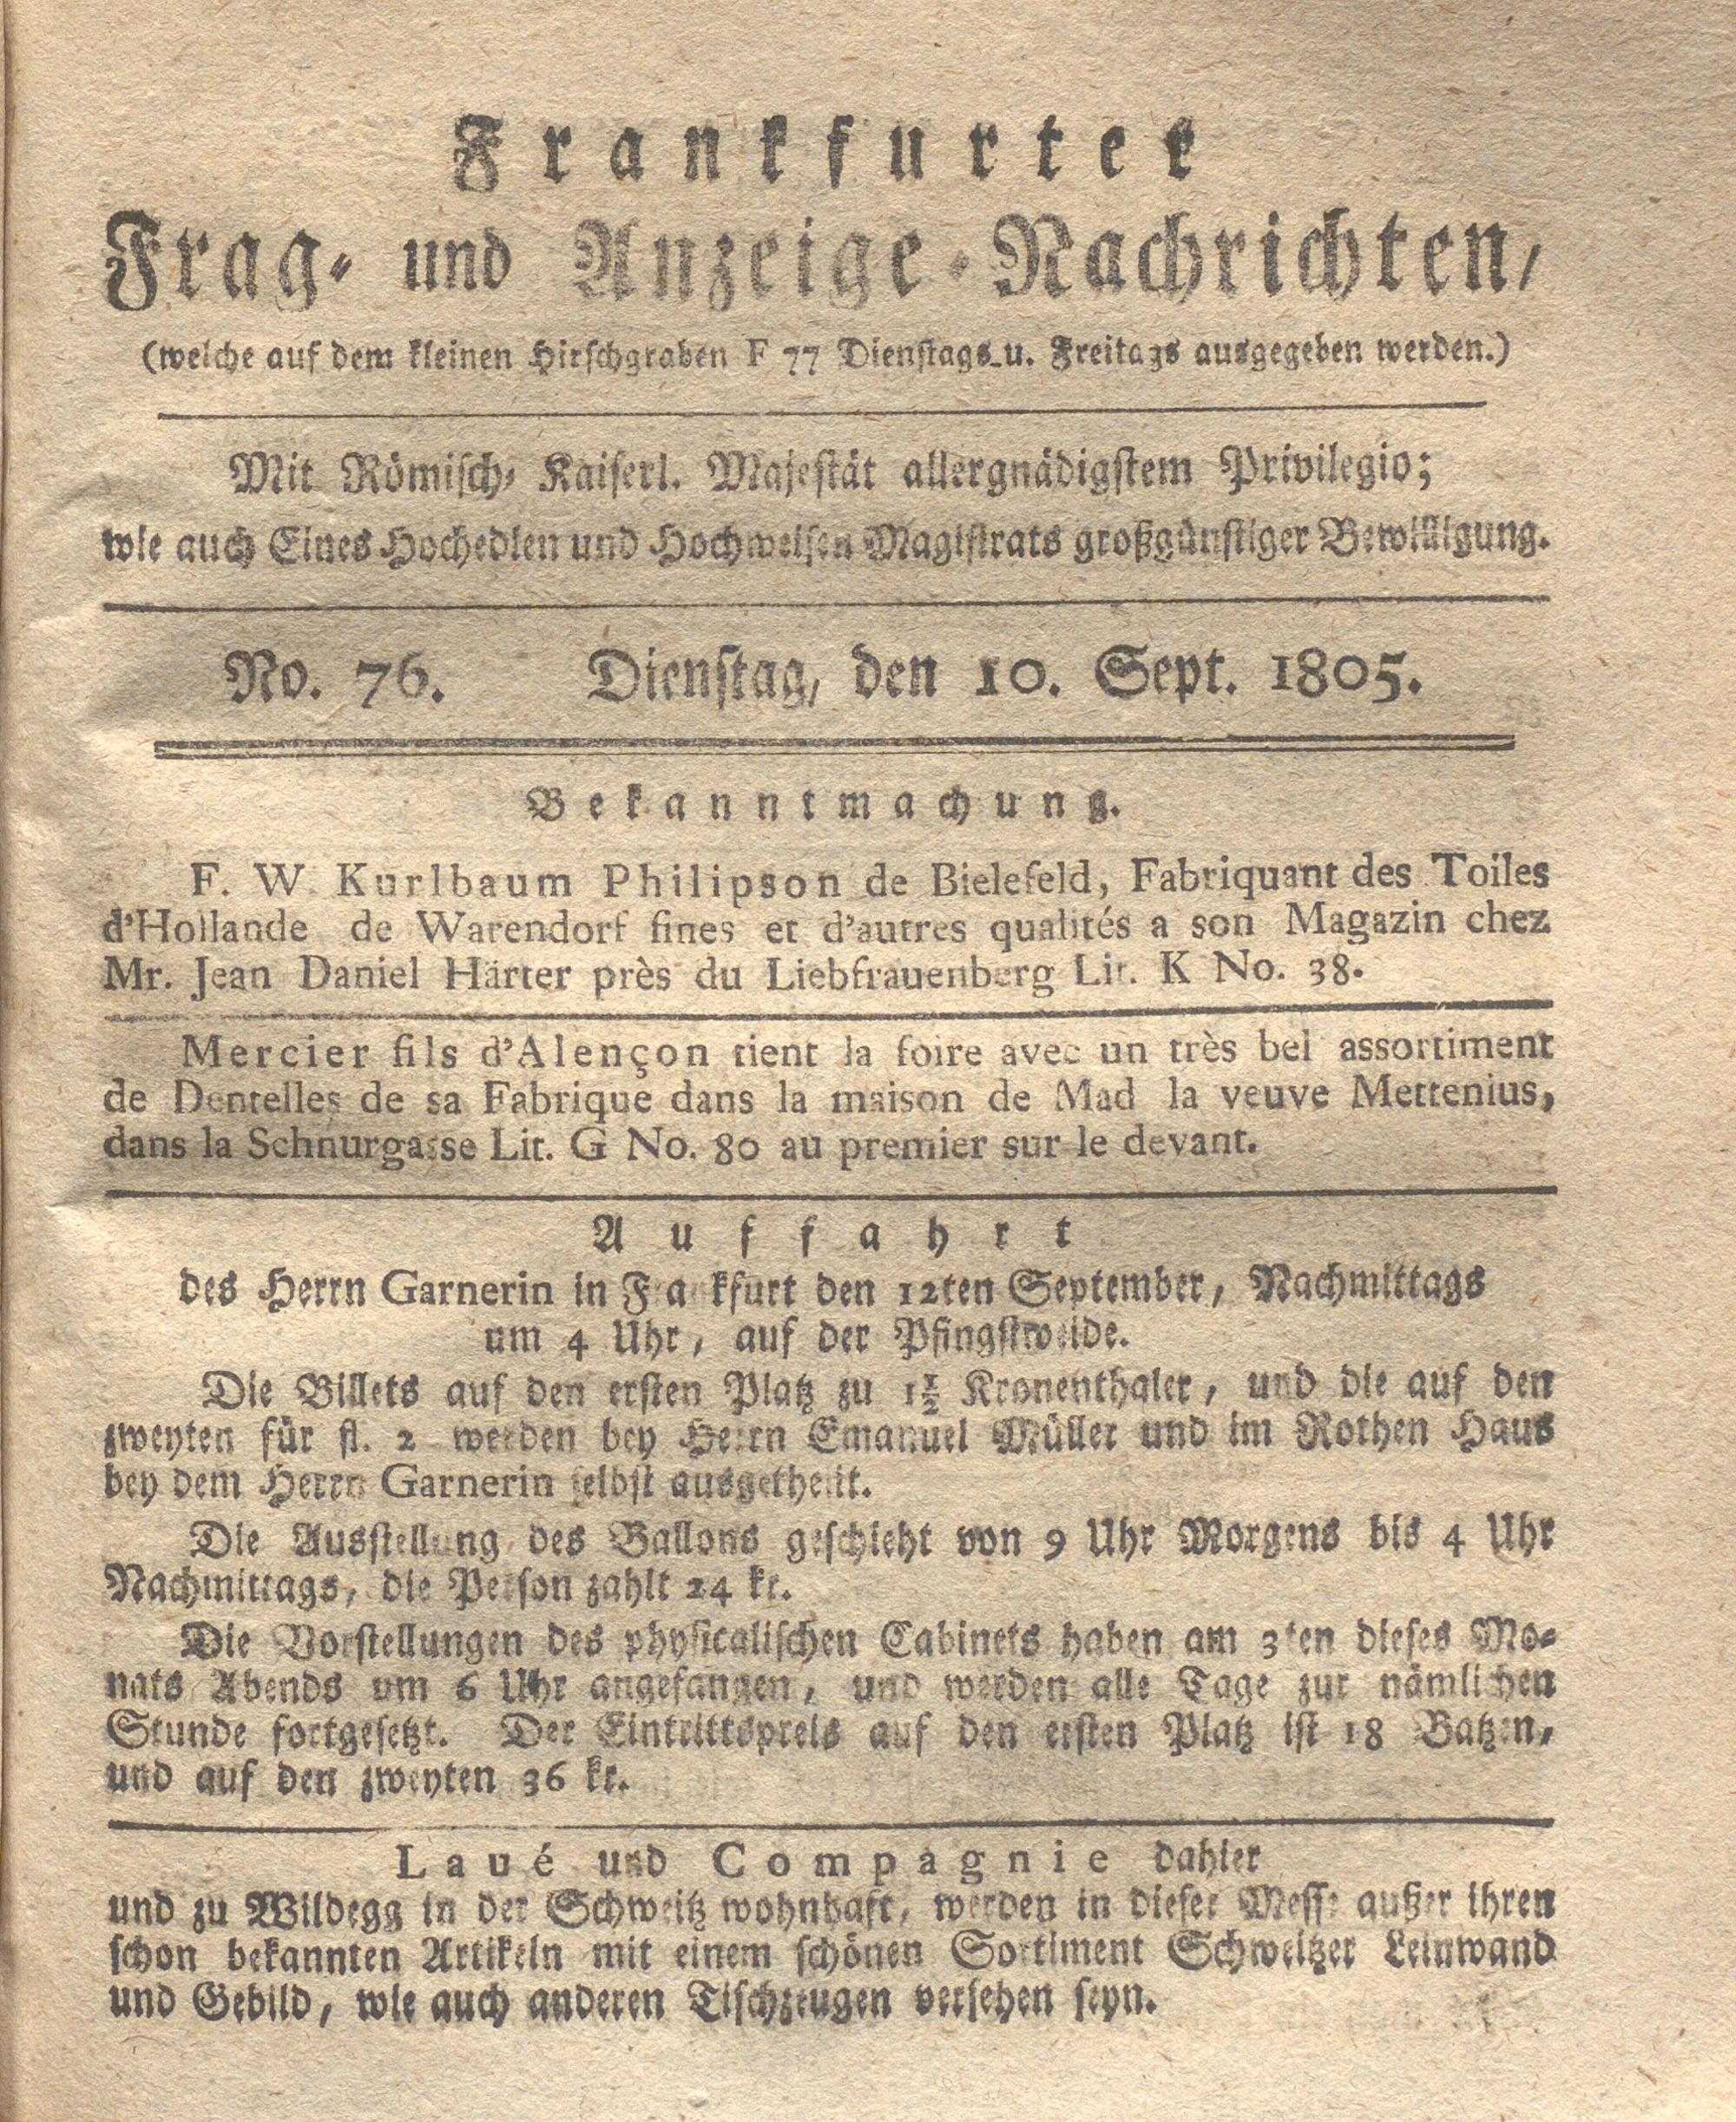 Frankfurter
Frag- und Anzeige-Nachrichten,
(welche auf dem kleinen Hirschgraben F 77 Dienstags u. Freitags ausgegeben werden.)
Mit Römisch- Kaiserl. Majestät allergnädigstem Privilegio;
wie auch Eines Hochedlen und Hochweisen Magistrats großgünstiger Bewilligung.
No. 76. Dienstag, den 10. Sept. 1805.
Bekanntmachung.
F. W. Kurlbaum Philipson de Bielefeld, Fabriquant des Toiles
d'Hollande de Warendorf fines et d'autres qualités a son Magazin chez
Mr. Jean Daniel Härter près du Liebfrauenberg Lit. K No. 38.
Mercier fils d'Alençon tient la foire avec un très bel assortiment
de Dentelles de sa Fabrique dans la maison de Mad la veuve Mettenius,
dans la Schnurgasse Lit. G No. 80 au premier sur le devant.
Auffahrt
des Herrn Garnerin in Frankfurt den 12ten September, Nachmittags
um 4 Uhr, auf der Pfingstweide.
Die Billets auf den ersten Platz zu 1½ Kronenthaler, und die auf den
zweyten für fl. 2 werden bey Herrn Emanuel Müller und im Rothen Haus
bey dem Herrn Garnerin selbst ausgetheilt.
Die Ausstellung des Ballons geschieht von 9 Uhr Morgens bis 4 Uhr
Nachmittags, die Person zahlt 24 kr.
Die Vorstellungen des physicalischen Cabinets haben am 3ten dieses Mo-
nats Abends um 6 Uhr angefangen, und werden alle Tage zur nämlichen
Stunde fortgesetzt. Der Eintrittspreis auf den ersten Platz ist 18 Batzen,
und auf den zweyten 36 kr.
Laué und Compagnie dahier
und zu Wildegg in der Schweitz wohnhaft, werden in dieser Messe außer ihren
schon bekannten Artikeln mit einem schönen Sortiment Schweitzer Leinwand
und Gebild, wie auch anderen Tischzeugen versehen seyn.